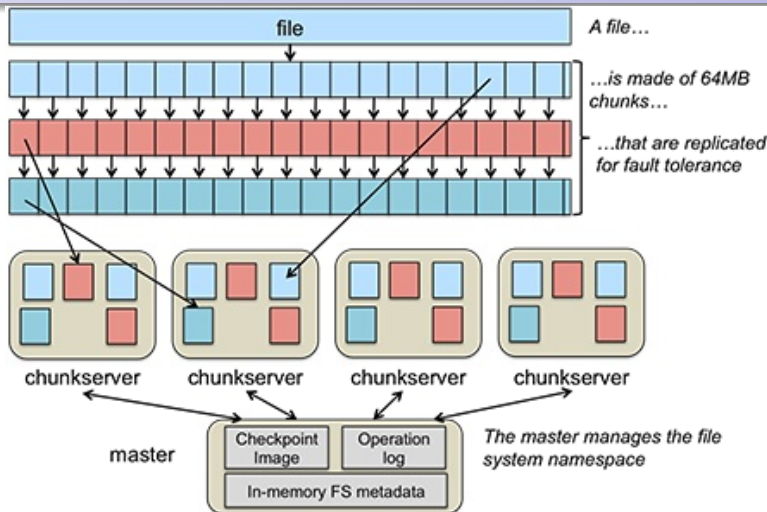 file
A file…
…is made of 64MB
chunks…
…that are replicated
for fault tolerance
chunkserver
chunkserver
chunkserver
chunkserver
master
Checkpoint
Image
Operation
log
In-memory FS metadata
The master manages the file
system namespace